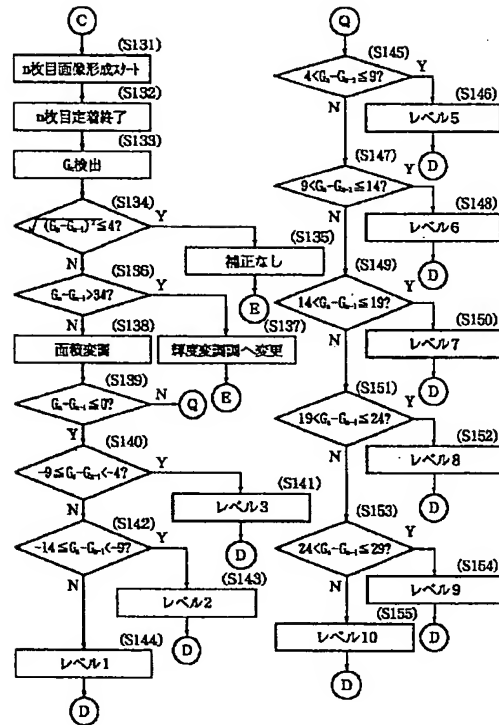 C
(S131)
n枚目画像形成スタート
(S132)
n枚目定着終了
(S133)
Gn検出
(S134)
√(Gn-Gn-1)²≦4?
Y
N
(S135)
補正なし
E
(S136)
Gn-Gn-1>34?
Y
N
(S138)
面積変調
(S137)
輝度変調調へ変更
E
(S139)
Gn-Gn-1≦0?
N
Q
Y
(S140)
-9≦Gn-Gn-1<-4?
Y
N
(S141)
レベル3
D
(S142)
-14≦Gn-Gn-1<-9?
Y
N
(S143)
レベル2
D
(S144)
レベル1
D
Q
(S145)
4<Gn-Gn-1≦9?
Y
N
(S146)
レベル5
D
(S147)
9<Gn-Gn-1≦14?
Y
N
(S148)
レベル6
D
(S149)
14<Gn-Gn-1≦19?
Y
N
(S150)
レベル7
D
(S151)
19<Gn-Gn-1≦24?
Y
N
(S152)
レベル8
D
(S153)
24<Gn-Gn-1≦29?
Y
N
(S154)
レベル9
D
(S155)
レベル10
D